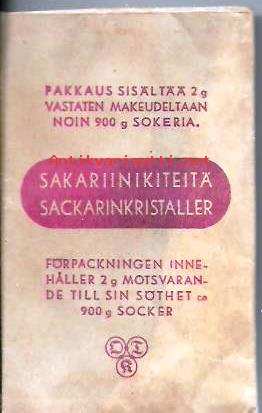 PAKKAUS SISÄLTÄÄ 2 g
VASTATEN MAKEUDELTAAN
NOIN 900 g SOKERIA.
SAKARIINIKITEITÄ
SACKARINKRISTALLER
FÖRPACKNINGEN INNE-
HÅLLER 2 g MOTSVARAN-
DE TILL SIN SÖTHET ca
900 g SOCKER
O T K